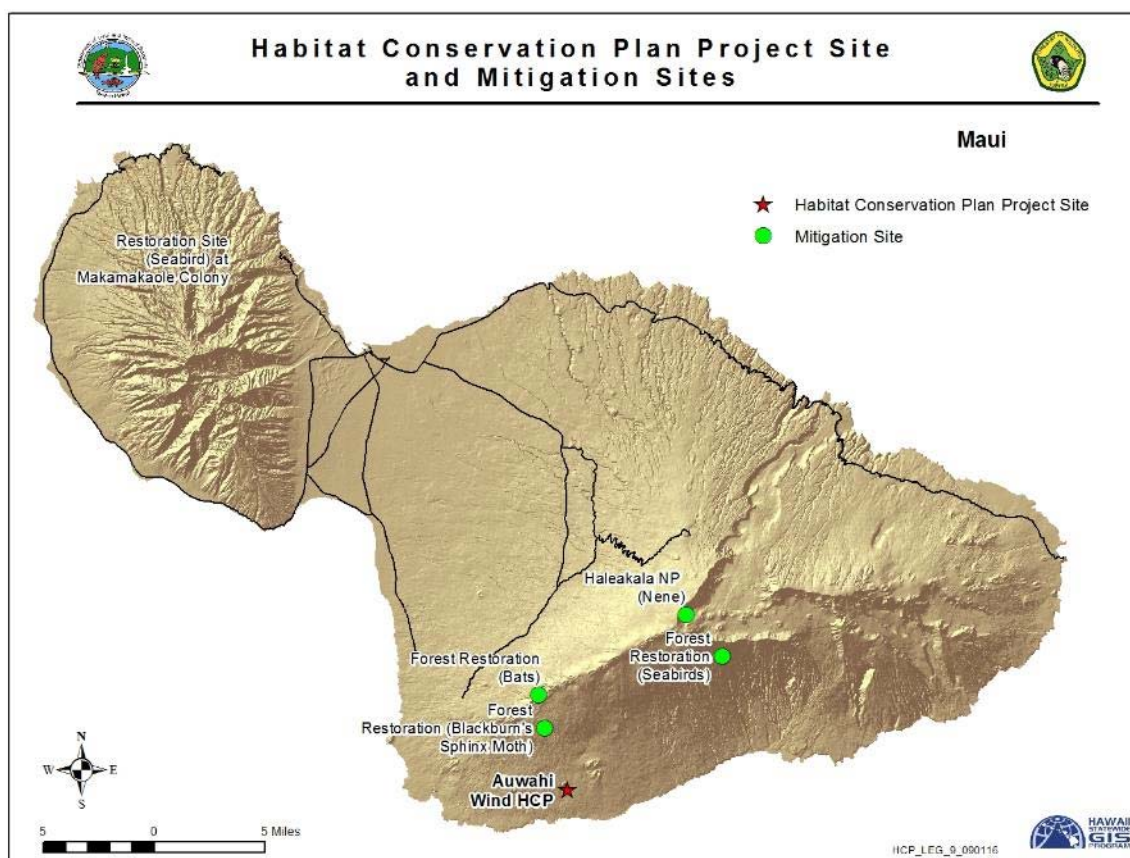 Habitat Conservation Plan Project Site
and Mitigation Sites
Maui
Habitat Conservation Plan Project Site
Mitigation Site
Restoration Site
(Seabird) at
Makamakaole Colony
Haleakala NP
(Nene)
Forest
Restoration
(Seabirds)
Forest Restoration
(Bats)
Forest
Restoration (Blackburn's
Sphinx Moth)
Auwahi
Wind HCP
N
W E
S
5 0 5 Miles
HCP_LEG_9_090116
HAWAII
STATEWIDE
GIS
PROGRAM